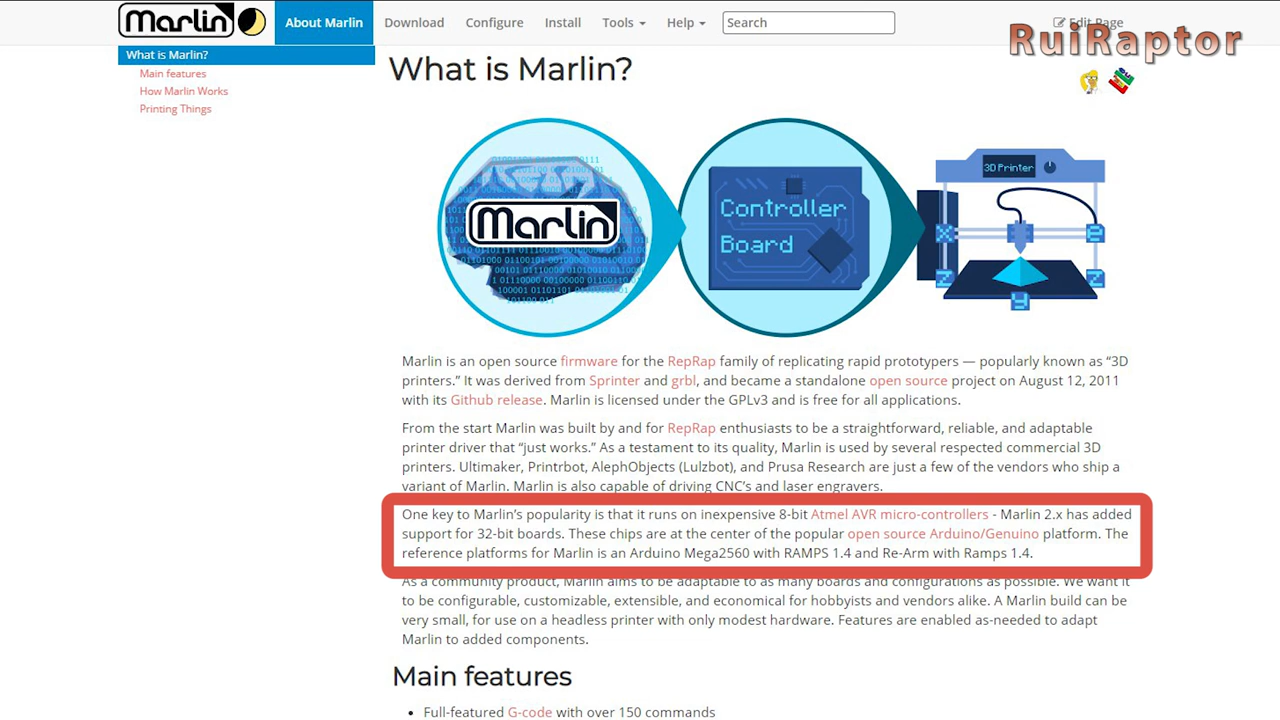 Marlin
About Marlin
Download
Configure
Install
Tools
Help
Search
Edit Page
RuiRaptor
What is Marlin?
Main features
How Marlin Works
Printing Things
What is Marlin?
Marlin
Controller
Board
3D Printer
X
e
Z
Z
y
Marlin is an open source firmware for the RepRap family of replicating rapid prototypers — popularly known as “3D
printers.” It was derived from Sprinter and grbl, and became a standalone open source project on August 12, 2011
with its Github release. Marlin is licensed under the GPLv3 and is free for all applications.
From the start Marlin was built by and for RepRap enthusiasts to be a straightforward, reliable, and adaptable
printer driver that “just works.” As a testament to its quality, Marlin is used by several respected commercial 3D
printers. Ultimaker, Printrbot, AlephObjects (Lulzbot), and Prusa Research are just a few of the vendors who ship a
variant of Marlin. Marlin is also capable of driving CNC’s and laser engravers.
One key to Marlin’s popularity is that it runs on inexpensive 8-bit Atmel AVR micro-controllers - Marlin 2.x has added
support for 32-bit boards. These chips are at the center of the popular open source Arduino/Genuino platform. The
reference platforms for Marlin is an Arduino Mega2560 with RAMPS 1.4 and Re-Arm with Ramps 1.4.
As a community product, Marlin aims to be adaptable to as many boards and configurations as possible. We want it
to be configurable, customizable, extensible, and economical for hobbyists and vendors alike. A Marlin build can be
very small, for use on a headless printer with only modest hardware. Features are enabled as-needed to adapt
Marlin to added components.
Main features
• Full-featured G-code with over 150 commands